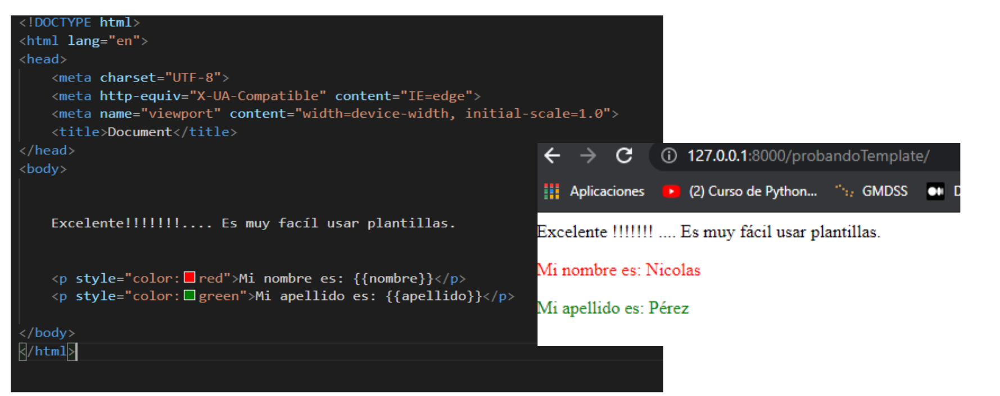 <!DOCTYPE html>
<html lang="en">
<head>
<meta charset="UTF-8">
<meta http-equiv="X-UA-Compatible" content="IE=edge">
<meta name="viewport" content="width=device-width, initial-scale=1.0">
<title>Document</title>
</head>
<body>
Excelente!!!!!!!.... Es muy facíl usar plantillas.
<p style="color:red">Mi nombre es: {{nombre}}</p>
<p style="color:green">Mi apellido es: {{apellido}}</p>
</body>
</html>
127.0.0.1:8000/probandoTemplate/
Aplicaciones (2) Curso de Python... GMDSS D
Excelente !!!!!!! .... Es muy fácil usar plantillas.
Mi nombre es: Nicolas
Mi apellido es: Pérez